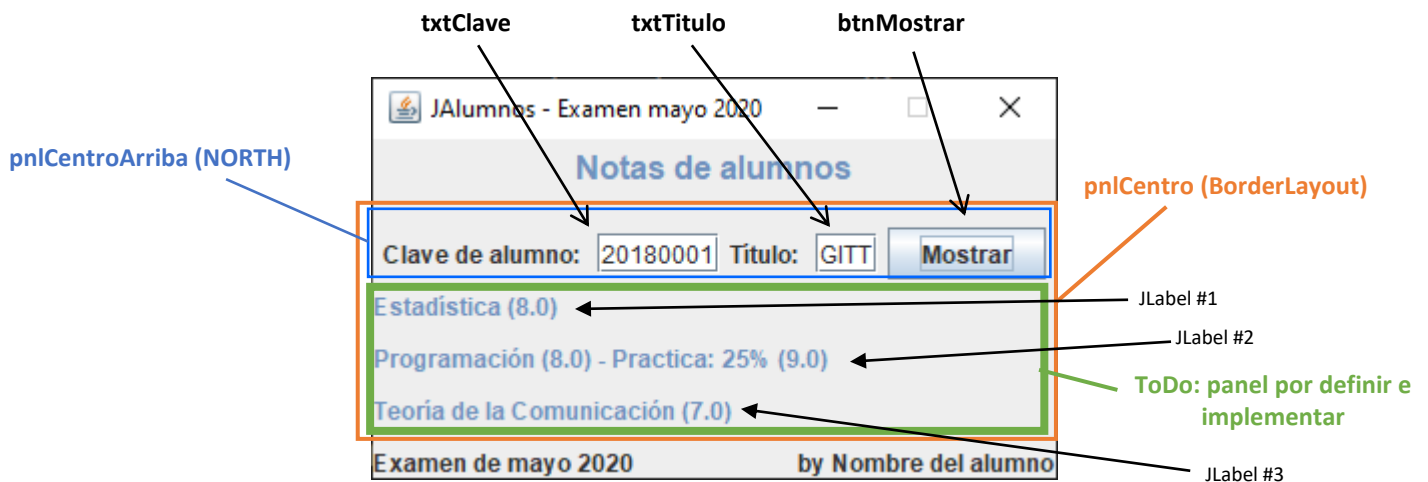 txtClave txtTitulo btnMostrar
JAlumnos - Examen mayo 2020
pnlCentroArriba (NORTH)
Notas de alumnos
pnlCentro (BorderLayout)
Clave de alumno: 20180001 Titulo: GITT Mostrar
Estadística (8.0)
JLabel #1
Programación (8.0) - Practica: 25% (9.0)
JLabel #2
ToDo: panel por definir e
implementar
Teoría de la Comunicación (7.0)
Examen de mayo 2020 by Nombre del alumno
JLabel #3